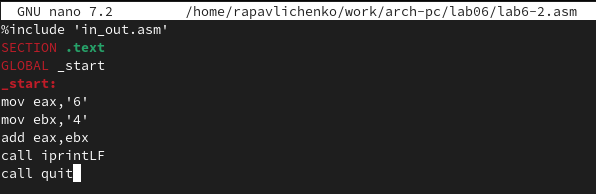 GNU nano 7.2 /home/rapavlichenko/work/arch-pc/lab06/lab6-2.asm
%include 'in_out.asm'
SECTION .text
GLOBAL _start
_start:
mov eax,'6'
mov ebx,'4'
add eax,ebx
call iprintLF
call quit